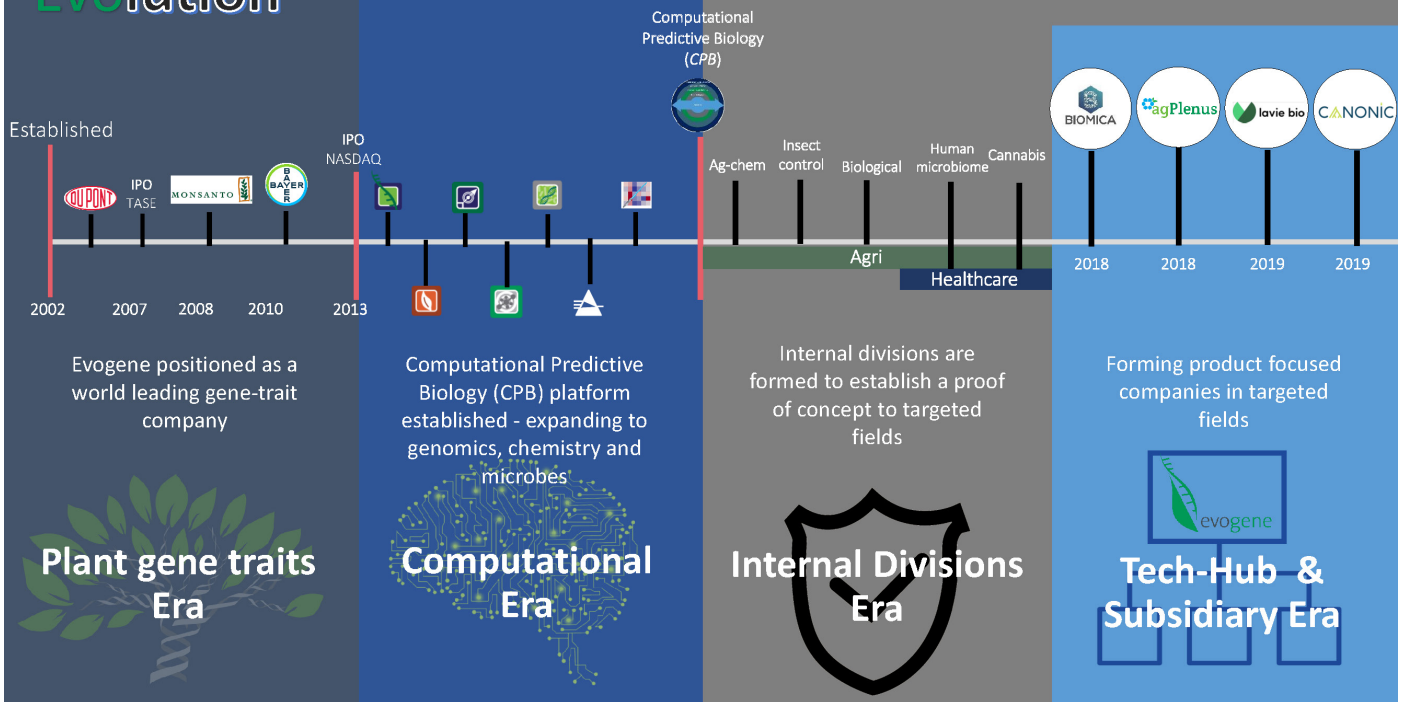 Evolution
Computational
Predictive Biology
(CPB)
Established
IPO
NASDAQ
DU PONT
IPO
TASE
MONSANTO
BAYER
BAYER
Ag-chem
Insect
control
Biological
Human
microbiome
Cannabis
BIOMICA
agPlenus
lavie bio
CANONIC
Agri
Healthcare
2002
2007
2008
2010
2013
2018
2018
2019
2019
Evogene positioned as a
world leading gene-trait
company
Computational Predictive
Biology (CPB) platform
established - expanding to
genomics, chemistry and
microbes
Internal divisions are
formed to establish a proof
of concept to targeted
fields
Forming product focused
companies in targeted
fields
evogene
Plant gene traits
Era
Computational
Era
Internal Divisions
Era
Tech-Hub &
Subsidiary Era